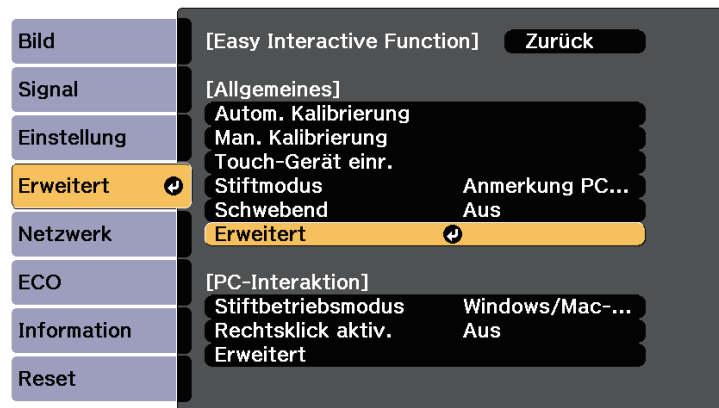 Bild
Signal
Einstellung
Erweitert
Netzwerk
ECO
Information
Reset
[Easy Interactive Function] Zurück
[Allgemeines]
Autom. Kalibrierung
Man. Kalibrierung
Touch-Gerät einr.
Stiftmodus Anmerkung PC...
Schwebend Aus
Erweitert
[PC-Interaktion]
Stiftbetriebsmodus Windows/Mac-...
Rechtsklick aktiv. Aus
Erweitert